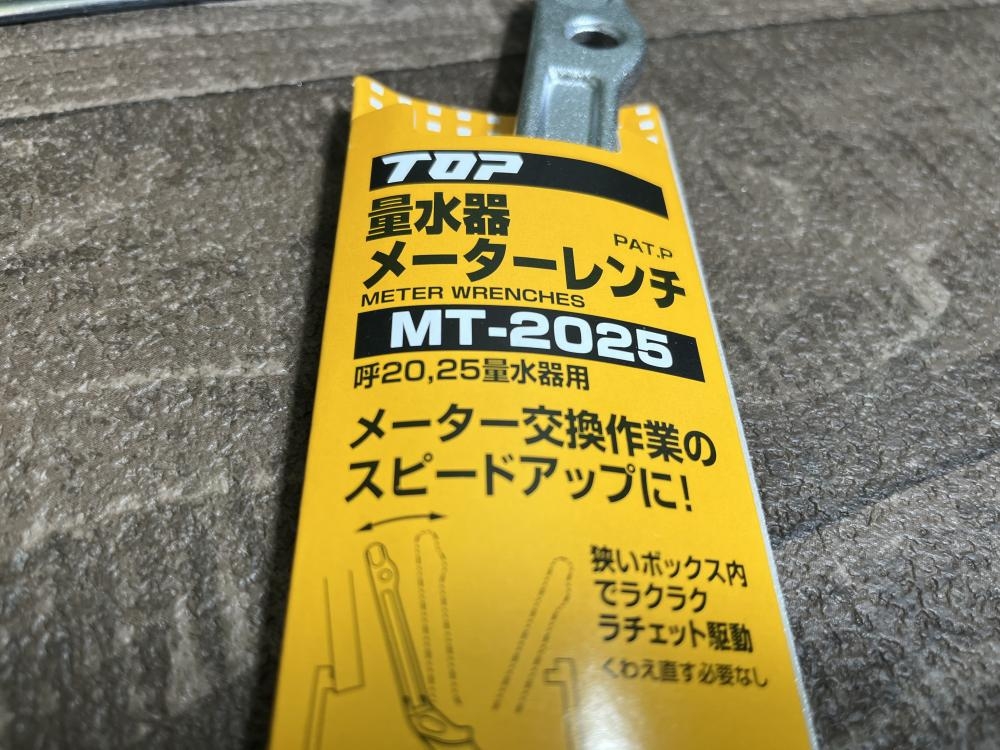 TOP
量水器
メーターレンチ
PAT.P
METER WRENCHES
MT-2025
呼20,25量水器用
メーター交換作業の
スピードアップに!
狭いボックス内
でラクラク
ラチェット駆動
くわえ直す必要なし